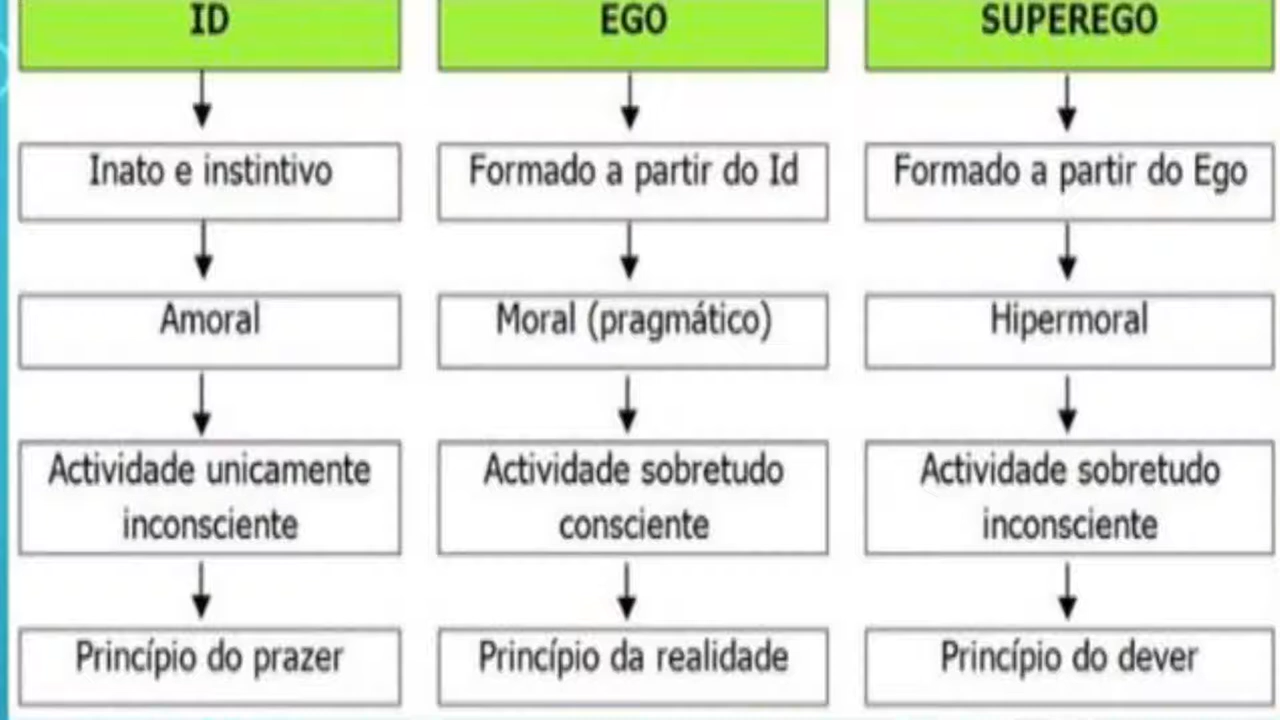 ID
EGO
SUPEREGO
Inato e instintivo
Formado a partir do Id
Formado a partir do Ego
Amoral
Moral (pragmático)
Hipermoral
Actividade unicamente
inconsciente
Actividade sobretudo
consciente
Actividade sobretudo
inconsciente
Princípio do prazer
Princípio da realidade
Princípio do dever